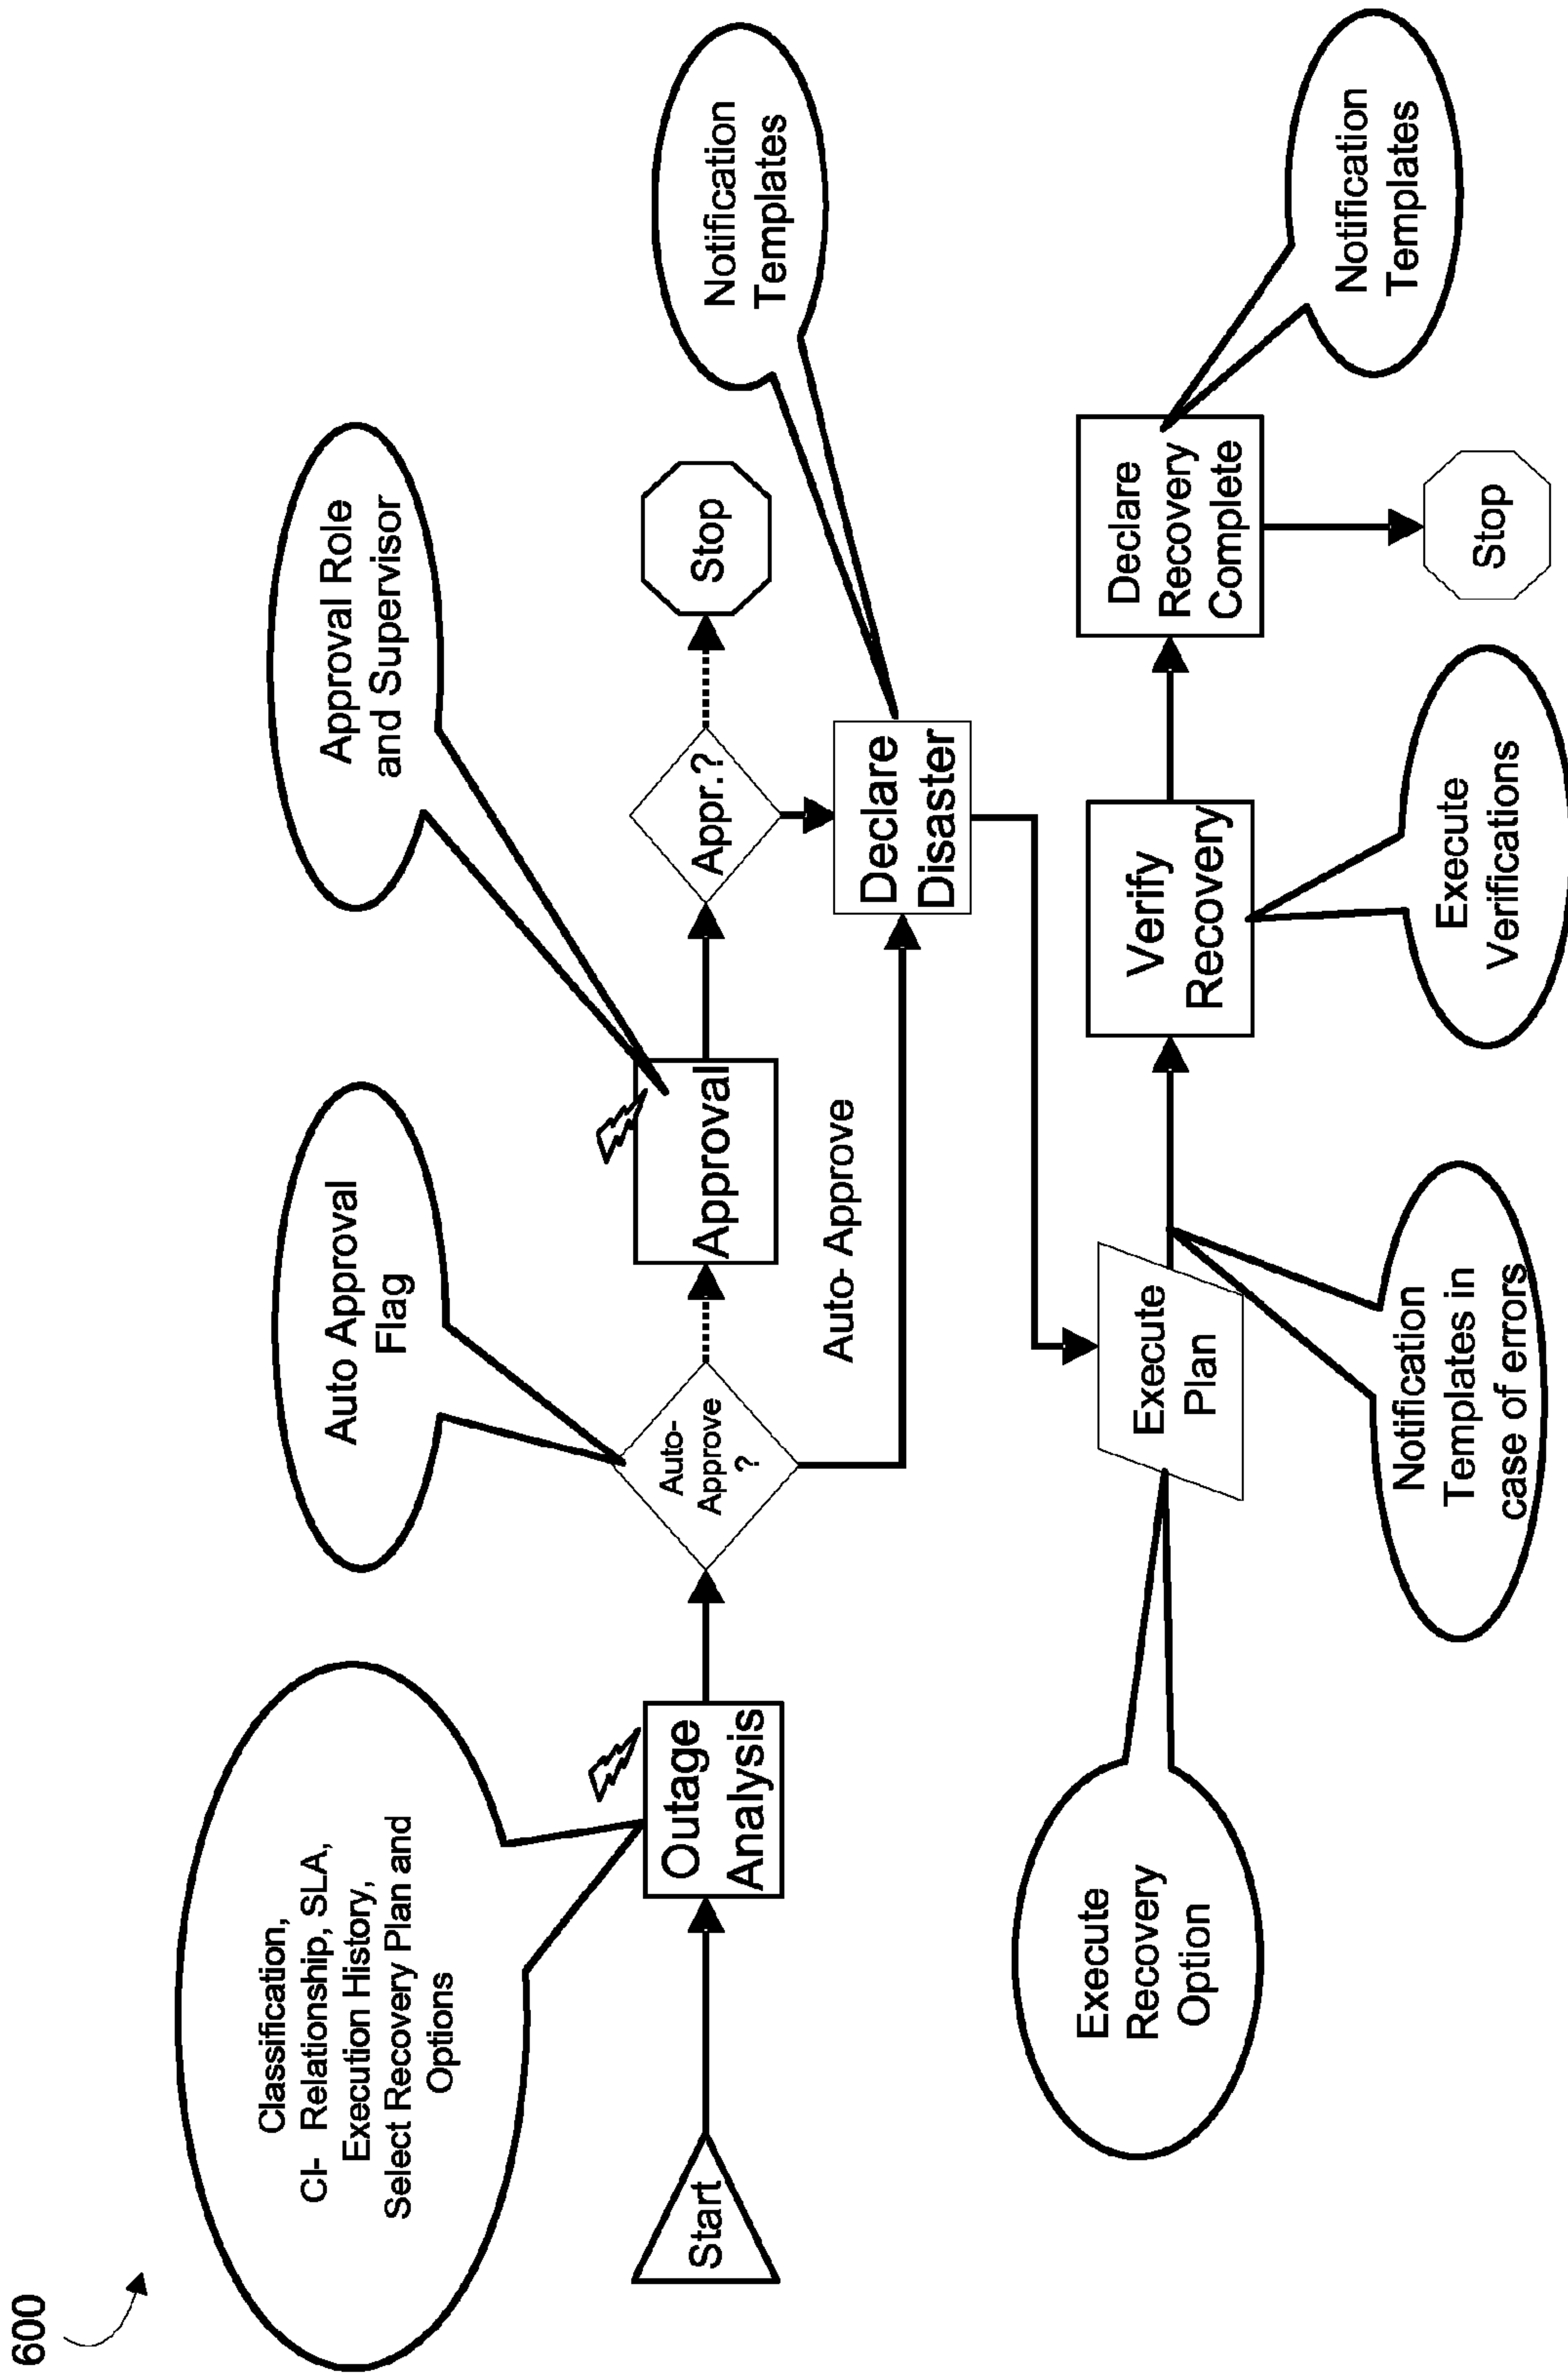 600
Classification,
CI- Relationship, SLA,
Execution History,
Select Recovery Plan and
Options
Auto Approval
Flag
Approval Role
and Supervisor
Start
Outage
Analysis
Auto-
Approve
?
Approval
Appr.?
Stop
Notification
Templates
Auto- Approve
Declare
Disaster
Execute
Recovery
Option
Execute
Plan
Verify
Recovery
Declare
Recovery
Complete
Notification
Templates
Notification
Templates in
case of errors
Execute
Verifications
Stop